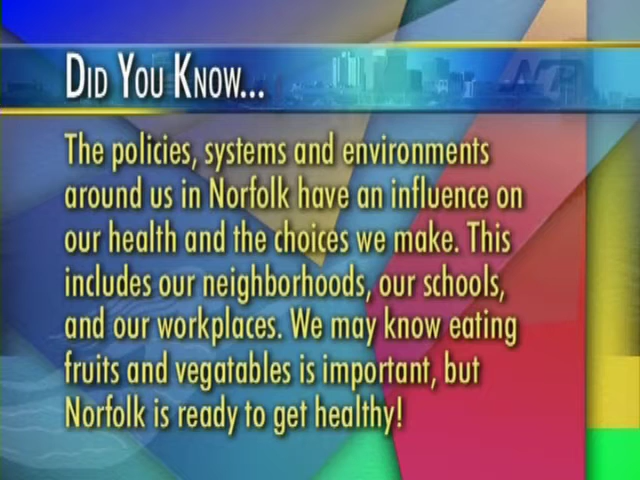 Did You Know...
The policies, systems and environments
around us in Norfolk have an influence on
our health and the choices we make. This
includes our neighborhoods, our schools,
and our workplaces. We may know eating
fruits and vegatables is important, but
Norfolk is ready to get healthy!